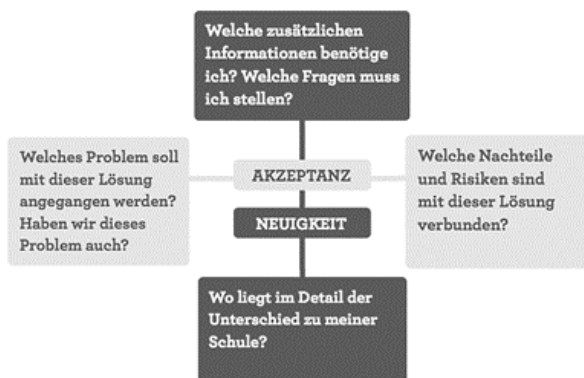 Welche zusätzlichen
Informationen benötige
ich? Welche Fragen muss
ich stellen?
Welches Problem soll
mit dieser Lösung
angegangen werden?
Haben wir dieses
Problem auch?
AKZEPTANZ
NEUIGKEIT
Welche Nachteile
und Risiken sind
mit dieser Lösung
verbunden?
Wo liegt im Detail der
Unterschied zu meiner
Schule?